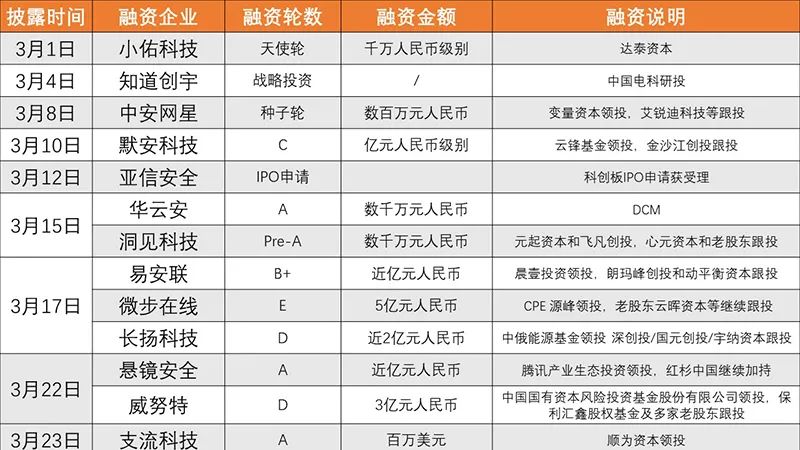 披露时间 融资企业 融资轮数 融资金额 融资说明
3月1日 小佑科技 天使轮 千万人民币级别 达泰资本
3月4日 知道创宇 战略投资 / 中国电科研投
3月8日 中安网星 种子轮 数百万元人民币 变量资本领投，艾锐迪科技等跟投
3月10日 默安科技 C 亿元人民币级别 云锋基金领投，金沙江创投跟投
3月12日 亚信安全 IPO申请 科创板IPO申请获受理
3月15日 华云安 A 数千万元人民币 DCM
洞见科技 Pre-A 数千万元人民币 元起资本和飞凡创投，心元资本和老股东跟投
3月17日 易安联 B+ 近亿元人民币 晨壹投资领投，朗玛峰创投和动平衡资本跟投
微步在线 E 5亿元人民币 CPE 源峰领投，老股东云晖资本等继续跟投
长扬科技 D 近2亿元人民币 中俄能源基金领投 深创投/国元创投/宇纳资本跟投
3月22日 悬镜安全 A 近亿元人民币 腾讯产业生态投资领投，红杉中国继续加持
威努特 D 3亿元人民币 中国国有资本风险投资基金股份有限公司领投，保
利汇鑫股权基金及多家老股东跟投
3月23日 支流科技 A 百万美元 顺为资本领投